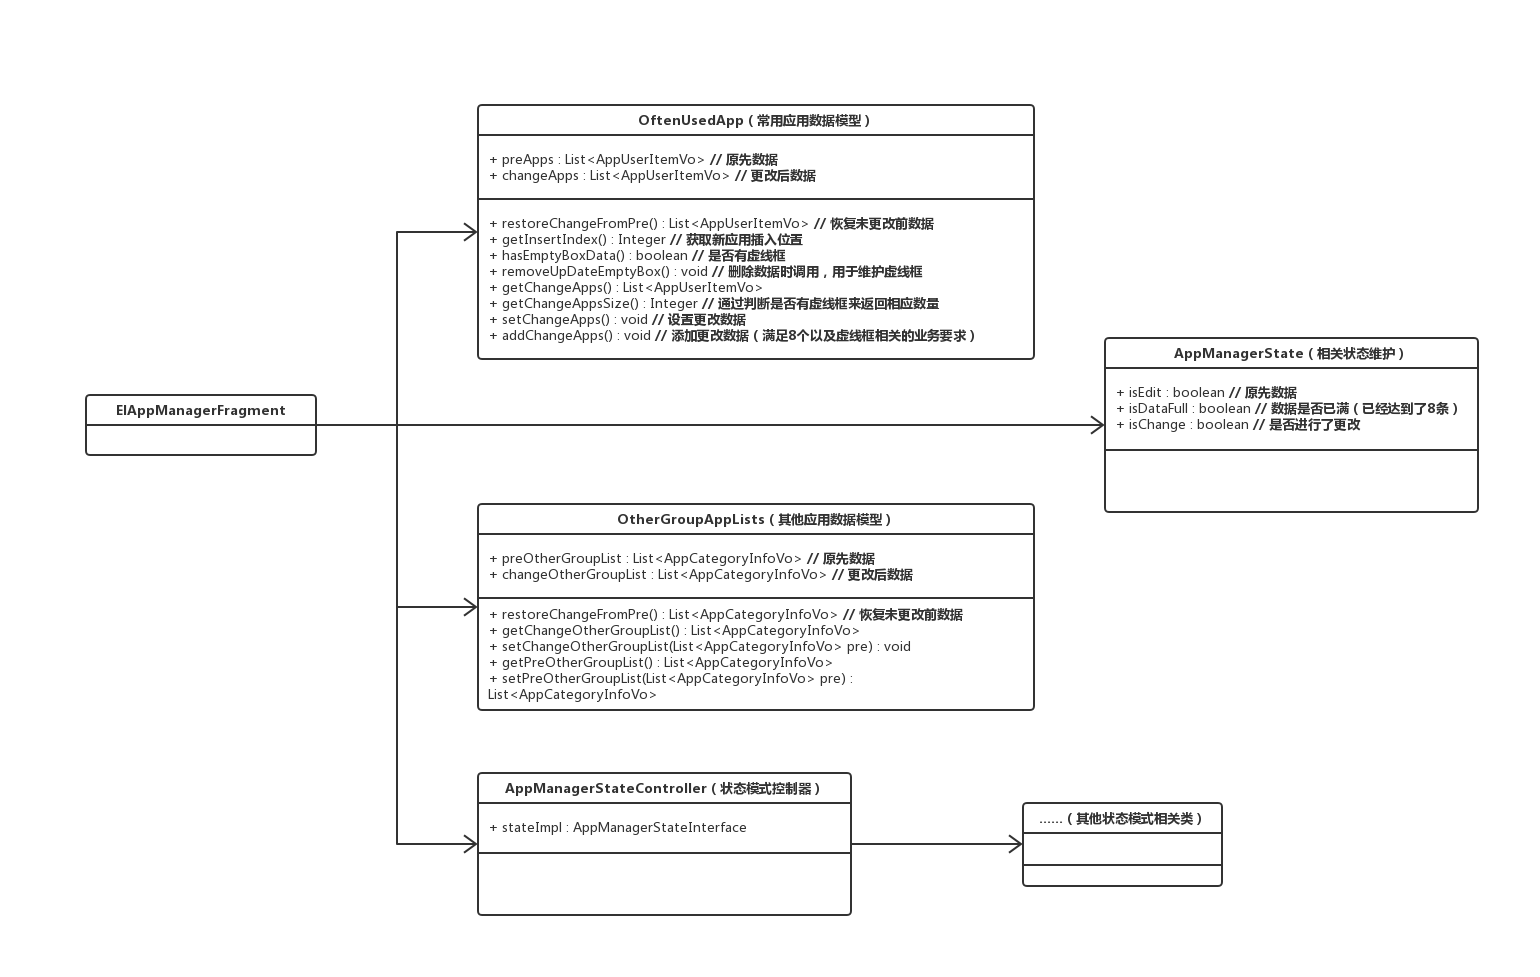 OftenUsedApp（常用应用数据模型）
+ preApps : List<AppUserItemVo> // 原先数据
+ changeApps : List<AppUserItemVo> // 更改后数据
+ restoreChangeFromPre() : List<AppUserItemVo> // 恢复未更改前数据
+ getInsertIndex() : Integer // 获取新应用插入位置
+ hasEmptyBoxData() : boolean // 是否有虚线框
+ removeUpDateEmptyBox() : void // 删除数据时调用，用于维护虚线框
+ getChangeApps() : List<AppUserItemVo>
+ getChangeAppsSize() : Integer // 通过判断是否有虚线框来返回相应数量
+ setChangeApps() : void // 设置更改数据
+ addChangeApps() : void // 添加更改数据（满足8个以及虚线框相关的业务要求）
AppManagerState（相关状态维护）
+ isEdit : boolean // 原先数据
+ isDataFull : boolean // 数据是否已满（已经达到了8条）
+ isChange : boolean // 是否进行了更改
EIAppManagerFragment
OtherGroupAppLists（其他应用数据模型）
+ preOtherGroupList : List<AppCategoryInfoVo> // 原先数据
+ changeOtherGroupList : List<AppCategoryInfoVo> // 更改后数据
+ restoreChangeFromPre() : List<AppCategoryInfoVo> // 恢复未更改前数据
+ getChangeOtherGroupList() : List<AppCategoryInfoVo>
+ setChangeOtherGroupList(List<AppCategoryInfoVo> pre) : void
+ getPreOtherGroupList() : List<AppCategoryInfoVo>
+ setPreOtherGroupList(List<AppCategoryInfoVo> pre) :
List<AppCategoryInfoVo>
AppManagerStateController（状态模式控制器）
+ stateImpl : AppManagerStateInterface
......（其他状态模式相关类）